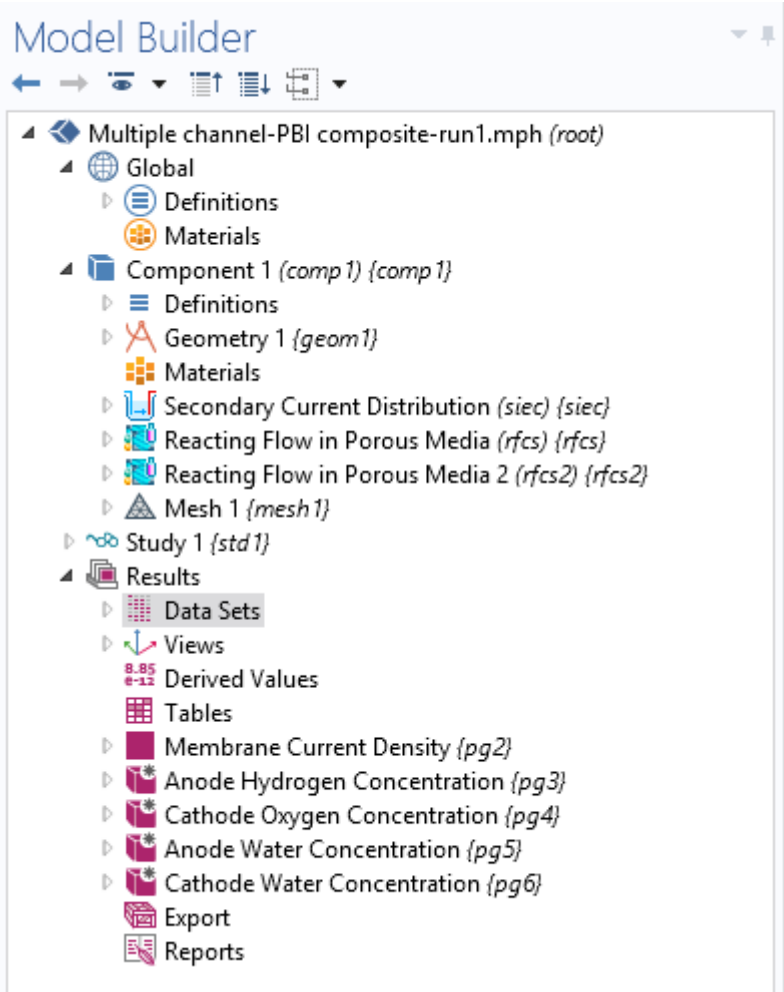 Model Builder
Multiple channel-PBI composite-run1.mph (root)
Global
Definitions
Materials
Component 1 (comp1) {comp1}
Definitions
Geometry 1 {geom1}
Materials
Secondary Current Distribution (siec) {siec}
Reacting Flow in Porous Media (rfcs) {rfcs}
Reacting Flow in Porous Media 2 (rfcs2) {rfcs2}
Mesh 1 {mesh1}
Study 1 {std1}
Results
Data Sets
Views
8.85
e-12 Derived Values
Tables
Membrane Current Density {pg2}
Anode Hydrogen Concentration {pg3}
Cathode Oxygen Concentration {pg4}
Anode Water Concentration {pg5}
Cathode Water Concentration {pg6}
Export
Reports